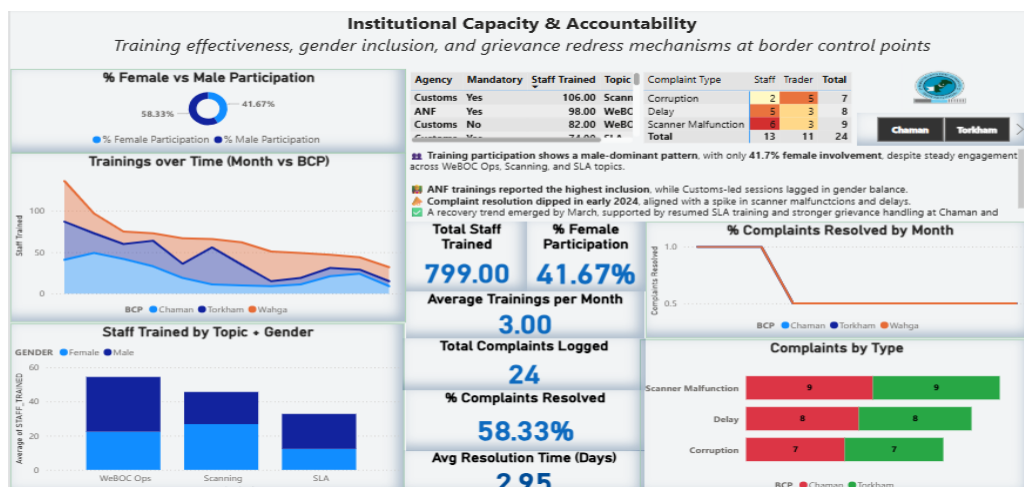 Institutional Capacity & Accountability
Training effectiveness, gender inclusion, and grievance redress mechanisms at border control points
% Female vs Male Participation
58.33%
41.67%
% Female Participation % Male Participation
Agency Mandatory Staff Trained Topic
Customs Yes 106.00 Scann
ANF Yes 98.00 WeBC
Customs No 82.00 WeBC
Complaint Type Staff Trader Total
Corruption 2 5 7
Delay 5 3 8
Scanner Malfunction 6 3 9
Total 13 11 24
Chaman
Torkham
Training participation shows a male-dominant pattern, with only 41.7% female involvement, despite steady engagement
across WeBOC Ops, Scanning, and SLA topics.
ANF trainings reported the highest inclusion, while Customs-led sessions lagged in gender balance.
Complaint resolution dipped in early 2024, aligned with a spike in scanner malfunctcions and delays.
A recovery trend emerged by March, supported by resumed SLA training and stronger grievance handling at Chaman and
Trainings over Time (Month vs BCP)
Staff Trained
100
50
0
BCP Chaman Torkham Wahga
Total Staff
Trained
799.00
% Female
Participation
41.67%
Average Trainings per Month
3.00
Total Complaints Logged
24
% Complaints Resolved
58.33%
Avg Resolution Time (Days)
2.95
% Complaints Resolved by Month
Complaints Resolved
1.0
0.5
BCP Chaman Torkham Wahga
Staff Trained by Topic + Gender
GENDER Female Male
Average of STAFF_TRAINED
60
40
20
0
WeBOC Ops Scanning SLA
Complaints by Type
Scanner Malfunction 9 9
Delay 8 8
Corruption 7 7
BCP Chaman Torkham